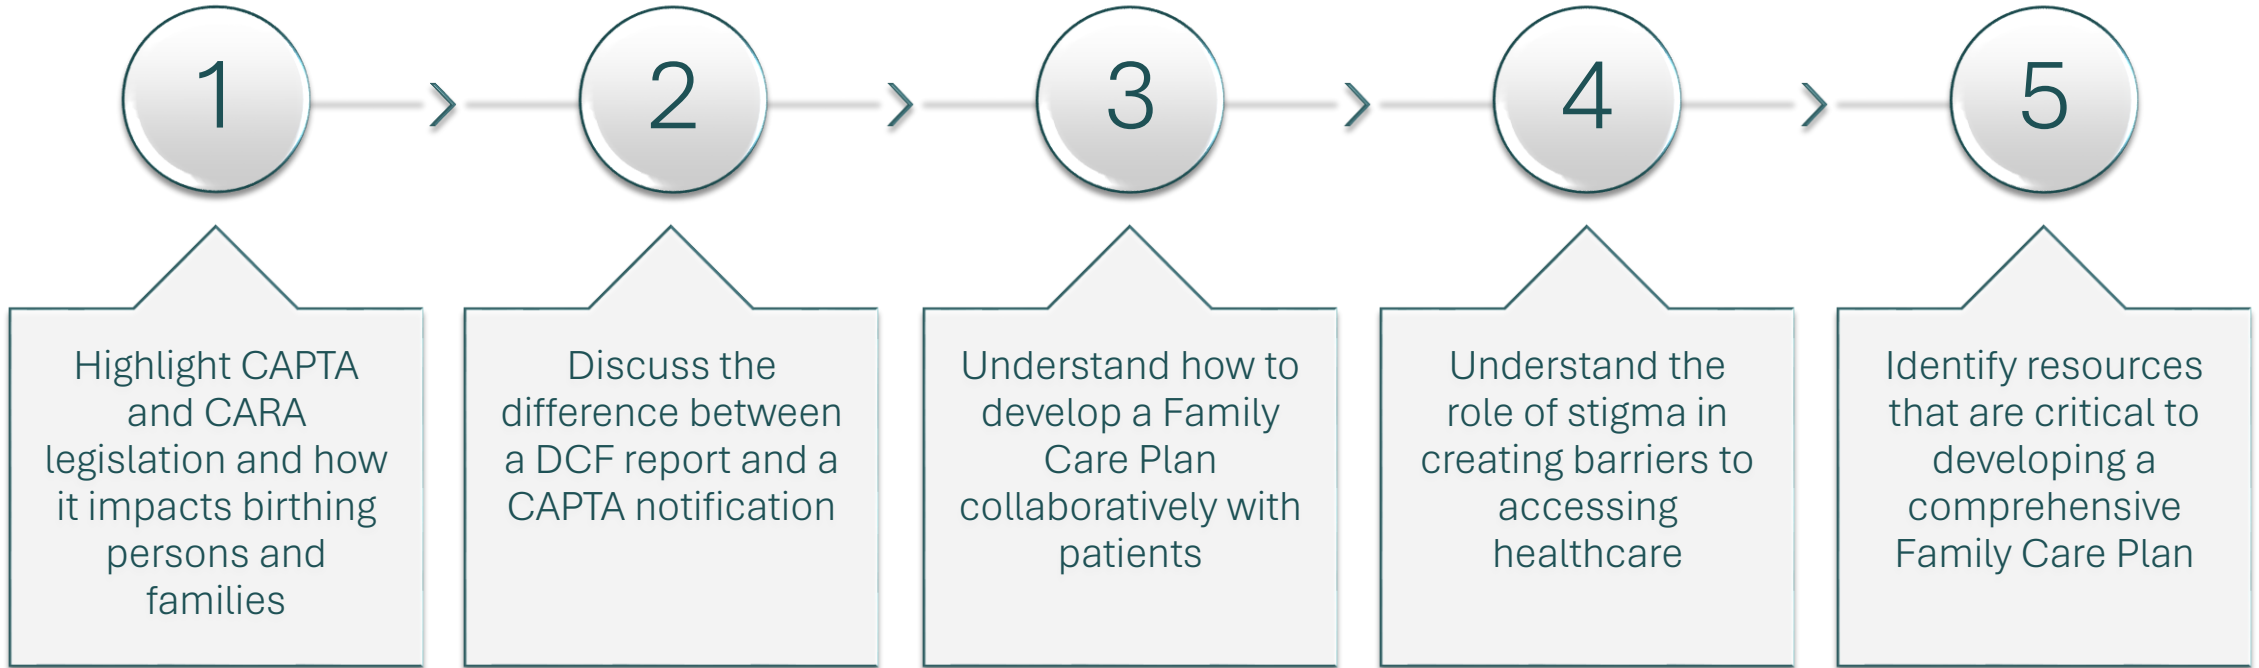 1
2
3
4
5
Highlight CAPTA
and CARA
legislation and how
it impacts birthing
persons and
families
Discuss the
difference between
a DCF report and a
CAPTA notification
Understand how to
develop a Family
Care Plan
collaboratively with
patients
Understand the
role of stigma in
creating barriers to
accessing
healthcare
Identify resources
that are critical to
developing a
comprehensive
Family Care Plan